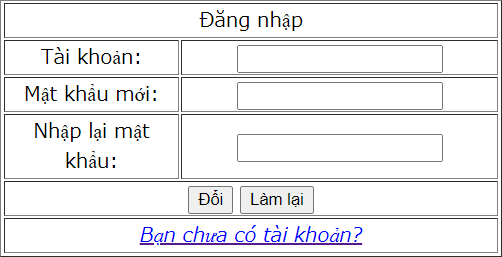 Đăng nhập
Tài khoản:
Mật khẩu mới:
Nhập lại mật
khẩu:
Đổi Làm lại
Bạn chưa có tài khoản?